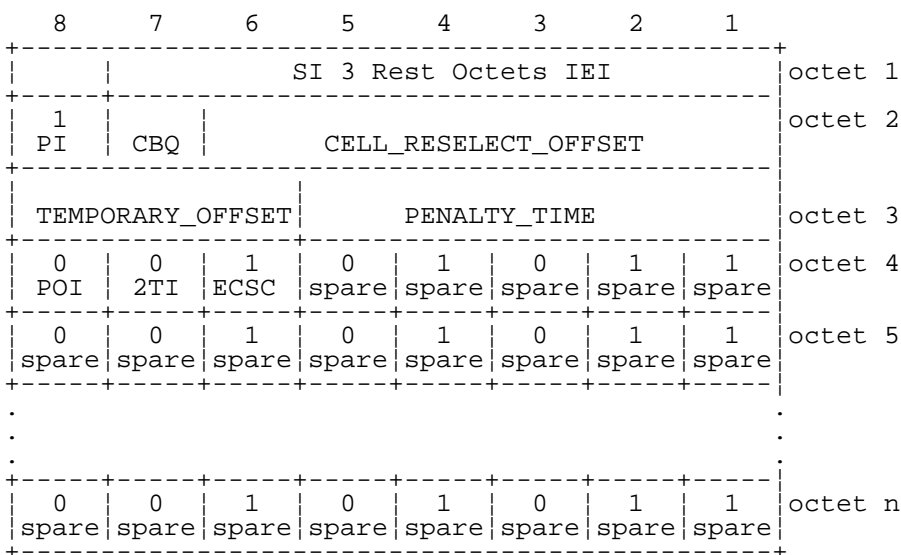 8 7 6 5 4 3 2 1
SI 3 Rest Octets IEI octet 1
1 octet 2
PI CBQ CELL_RESELECT_OFFSET
TEMPORARY_OFFSET PENALTY_TIME octet 3
0 0 1 0 1 0 1 1 octet 4
POI 2TI ECSC spare spare spare spare spare
0 0 1 0 1 0 1 1 octet 5
spare spare spare spare spare spare spare spare
. .
. .
. .
0 0 1 0 1 0 1 1 octet n
spare spare spare spare spare spare spare spare